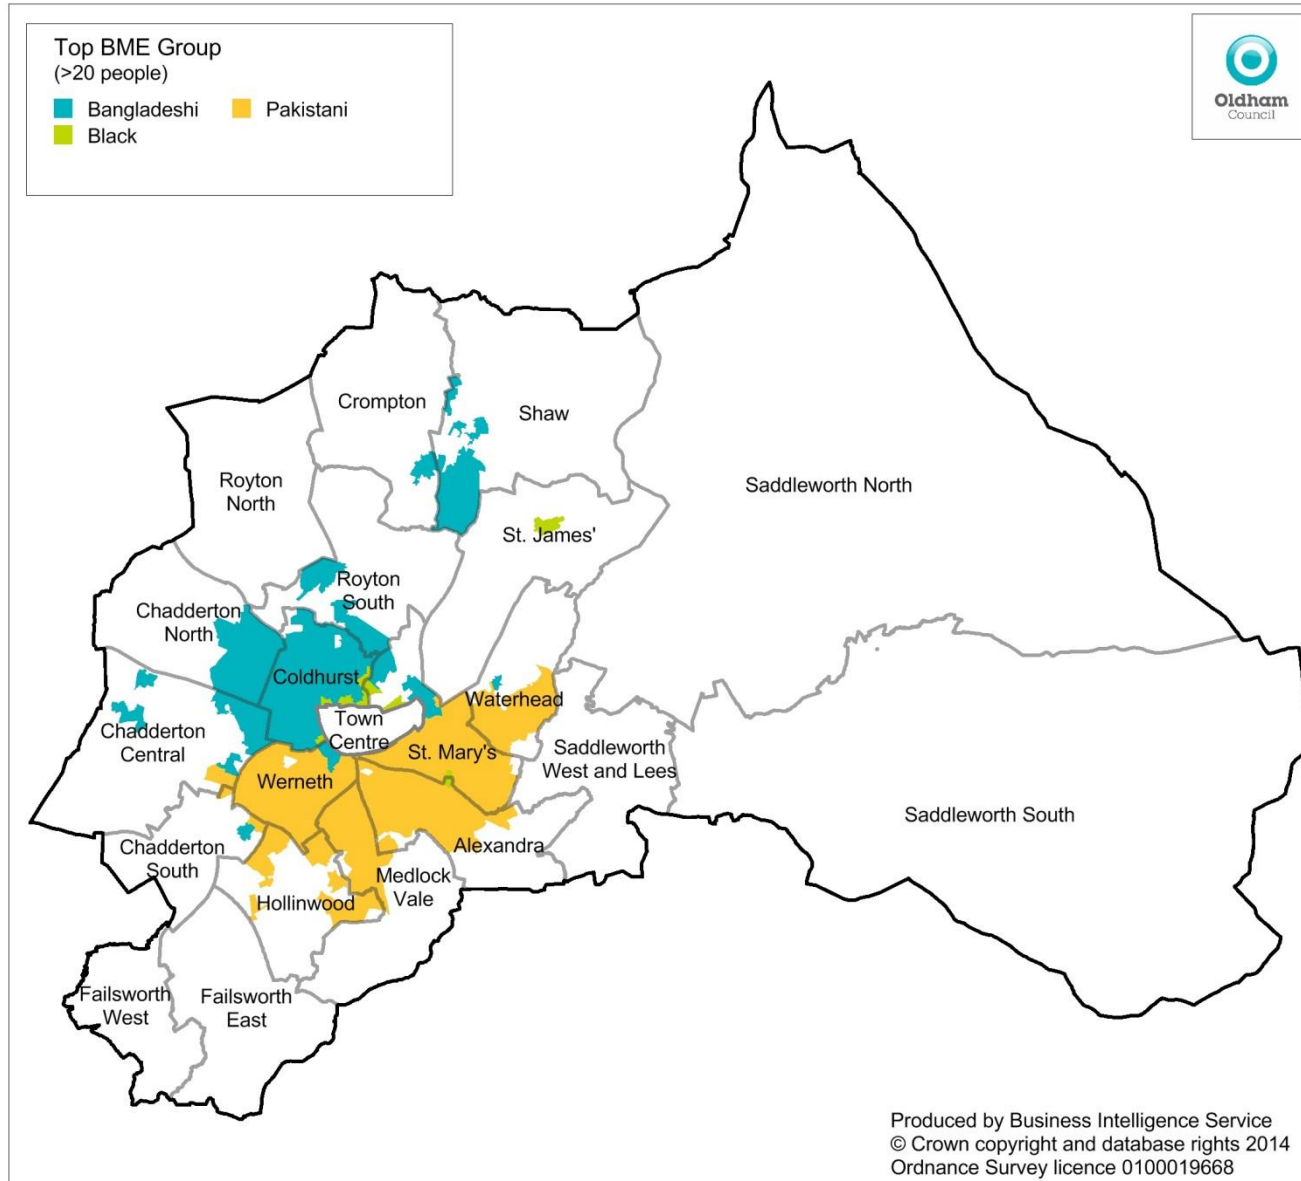 Top BME Group
(>20 people)
Bangladeshi
Pakistani
Black
Oldham
Council
Crompton
Shaw
Royton
North
Saddleworth North
St. James'
Royton
South
Chadderton
North
Coldhurst
Waterhead
Town
Centre
Chadderton
Central
St. Mary's
Saddleworth
West and Lees
Werneth
Saddleworth South
Chadderton
South
Alexandra
Medlock
Vale
Hollinwood
Failsworth
West
Failsworth
East
Produced by Business Intelligence Service
© Crown copyright and database rights 2014
Ordnance Survey licence 0100019668